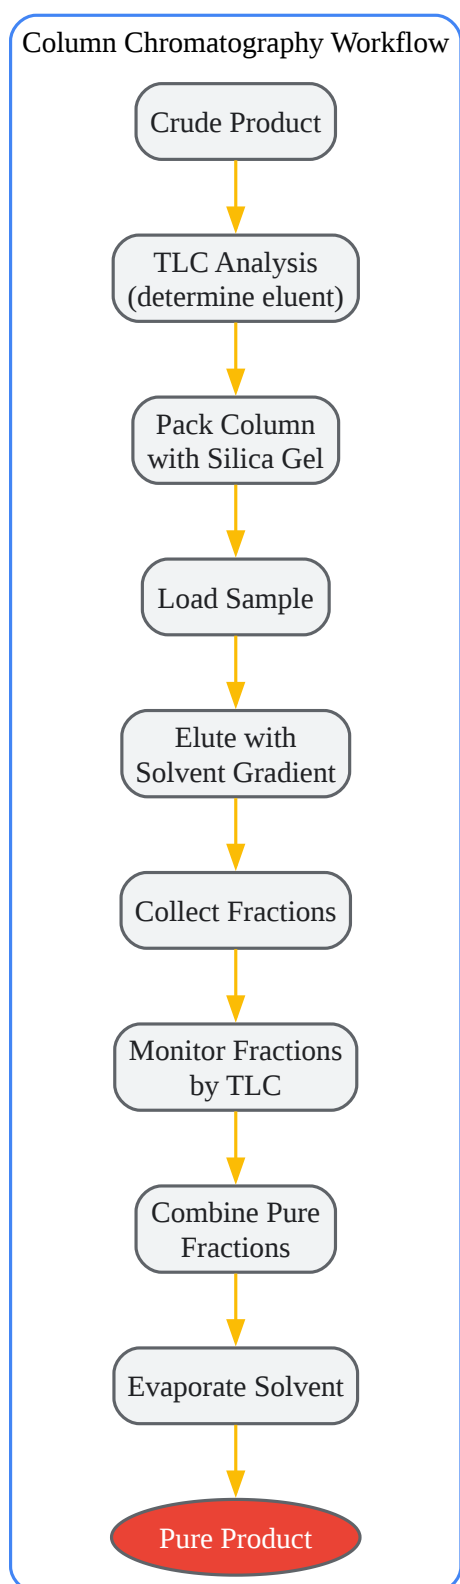 Column Chromatography Workflow
Crude Product
TLC Analysis
(determine eluent)
Pack Column
with Silica Gel
Load Sample
Elute with
Solvent Gradient
Collect Fractions
Monitor Fractions
by TLC
Combine Pure
Fractions
Evaporate Solvent
Pure Product